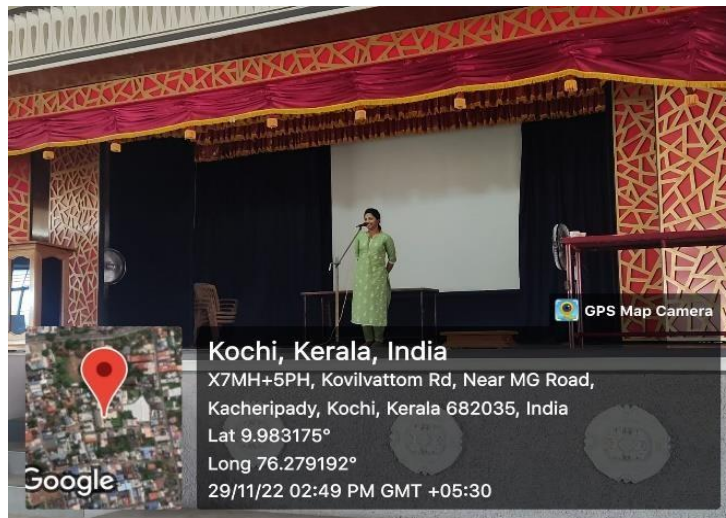 GPS Map Camera
Kochi, Kerala, India
X7MH+5PH, Kovilvattom Rd, Near MG Road,
Kacheripady, Kochi, Kerala 682035, India
Lat 9.983175°
Long 76.279192°
29/11/22 02:49 PM GMT +05:30
Google